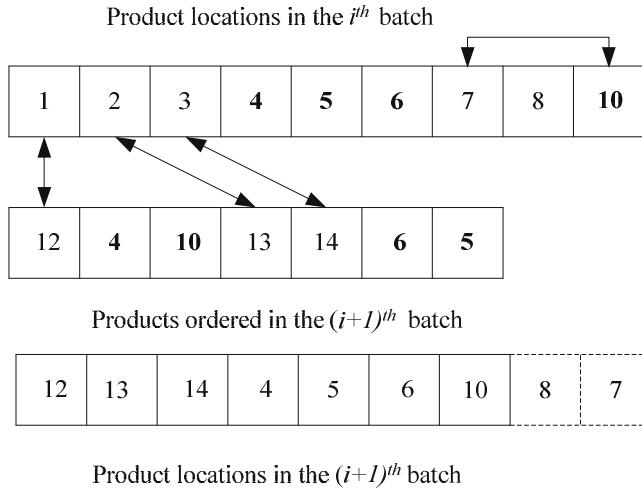 Product locations in the i^th batch
1 2 3 4 5 6 7 8 10
12 4 10 13 14 6 5
Products ordered in the (i+1)^th batch
12 13 14 4 5 6 10 8 7
Product locations in the (i+1)^th batch